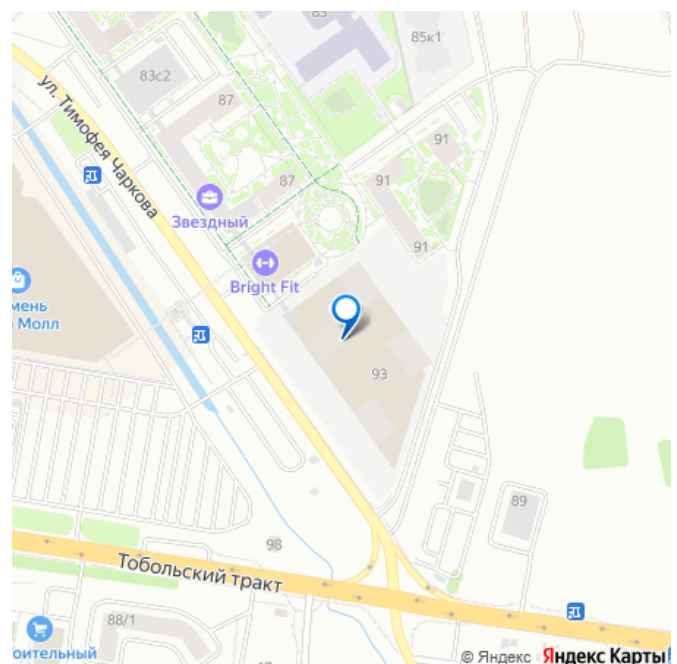 85
85к1
83с2
87
ул. Тимофея Чаркова
91
87
91
Звездный
91
Bright Fit
мень
Молл
93
89
98
Тобольский тракт
88/1
оительный
© Яндекс
Яндекс Карты